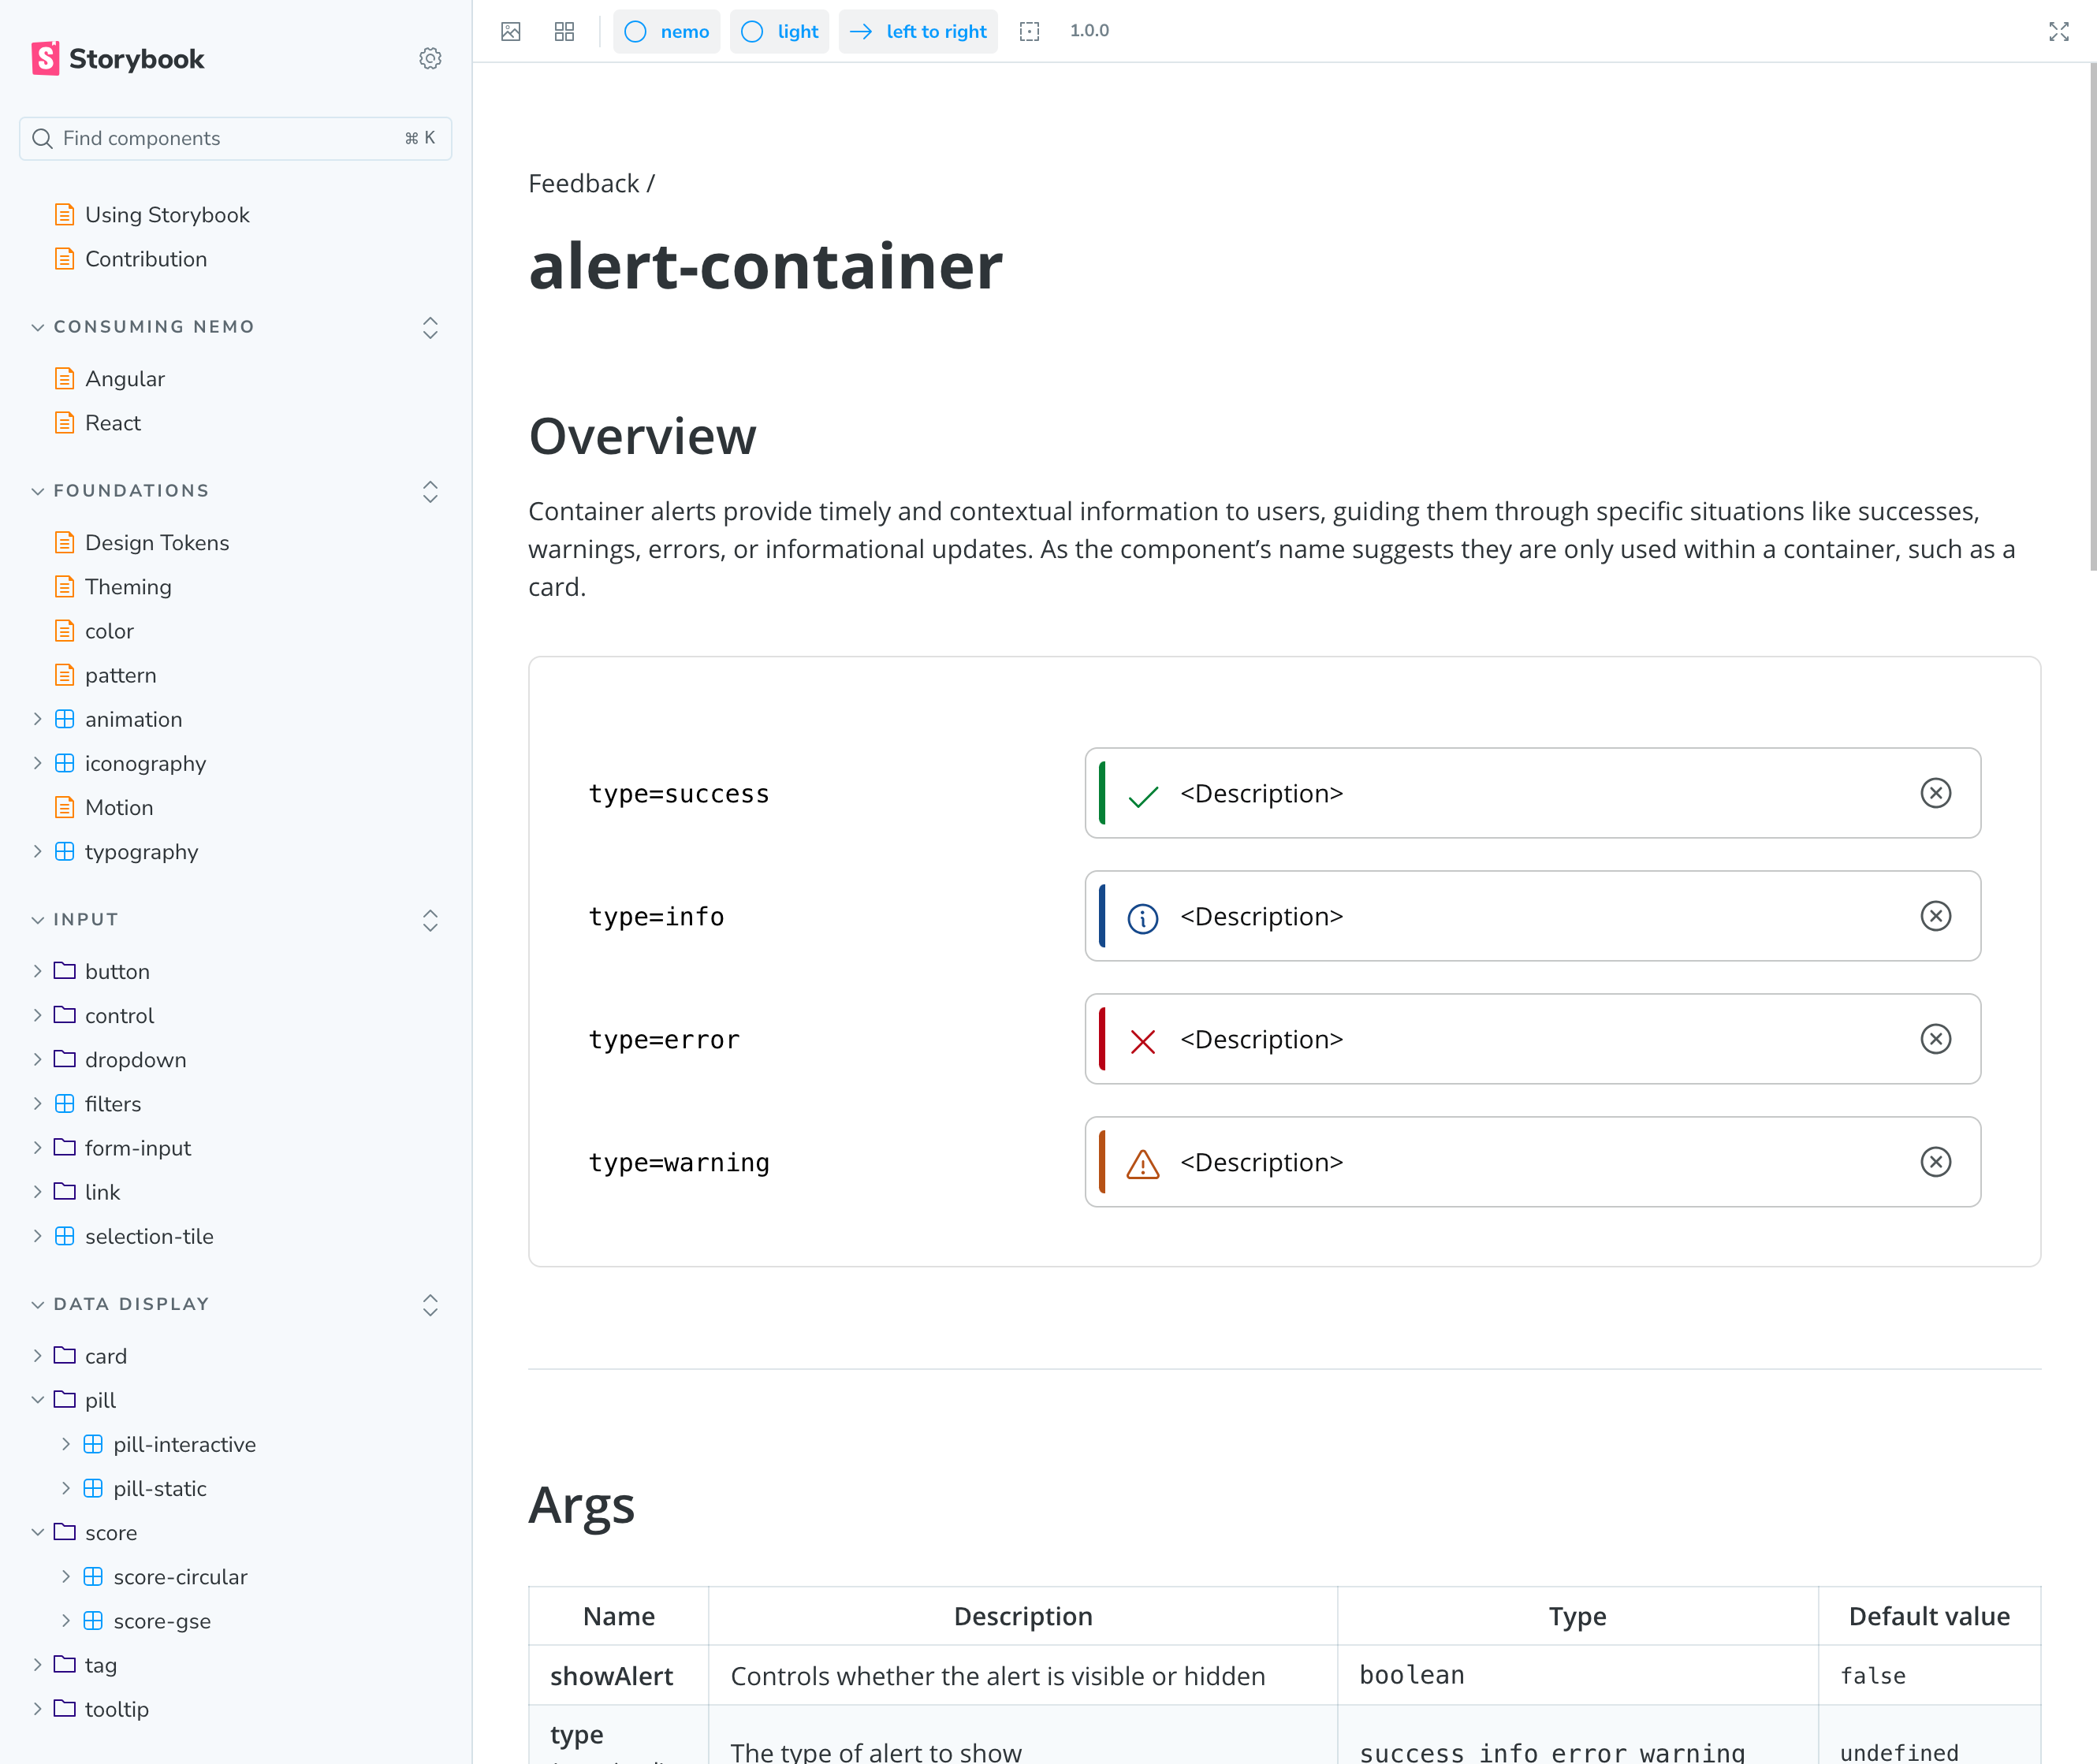 Storybook
Find components
⌘ K
Using Storybook
Contribution
CONSUMING NEMO
Angular
React
FOUNDATIONS
Design Tokens
Theming
color
pattern
animation
iconography
Motion
typography
INPUT
button
control
dropdown
filters
form-input
link
selection-tile
DATA DISPLAY
card
pill
pill-interactive
pill-static
score
score-circular
score-gse
tag
tooltip
nemo light left to right 1.0.0
Feedback /
alert-container
Overview
Container alerts provide timely and contextual information to users, guiding them through specific situations like successes,
warnings, errors, or informational updates. As the component’s name suggests they are only used within a container, such as a
card.
type=success <Description>
type=info <Description>
type=error <Description>
type=warning <Description>
Args
Name Description Type Default value
showAlert Controls whether the alert is visible or hidden boolean false
type The type of alert to show success info error warning undefined